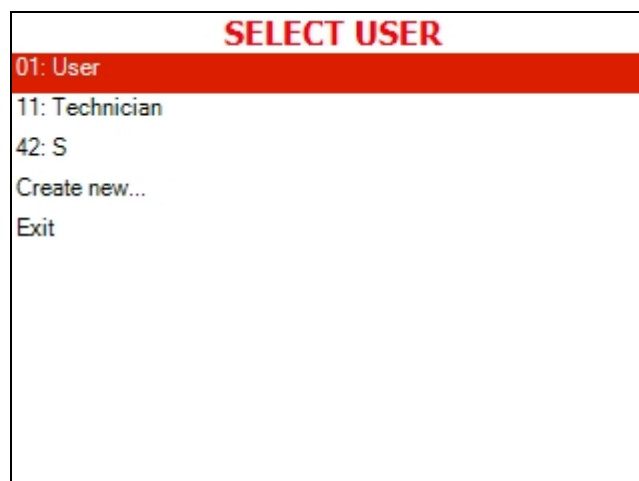 SELECT USER
01: User
11: Technician
42: S
Create new...
Exit